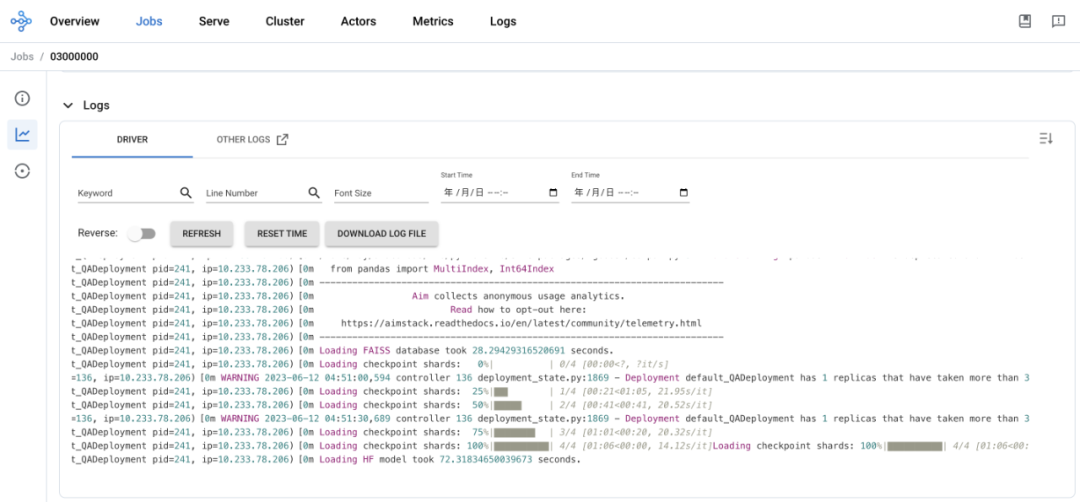 Overview Jobs Serve Cluster Actors Metrics Logs
Jobs / 03000000
Logs
DRIVER OTHER LOGS
Start Time End Time
Keyword Line Number Font Size 年 /月/日 --:-- 年 /月/日 --:--
Reverse: REFRESH RESET TIME DOWNLOAD LOG FILE
t_QADeployment pid=241, ip=10.233.78.206) [0m   from pandas import MultiIndex, Int64Index
t_QADeployment pid=241, ip=10.233.78.206) [0m ----------------------------------------------------------------------
t_QADeployment pid=241, ip=10.233.78.206) [0m Aim collects anonymous usage analytics.
t_QADeployment pid=241, ip=10.233.78.206) [0m Read how to opt-out here:
t_QADeployment pid=241, ip=10.233.78.206) [0m https://aimstack.readthedocs.io/en/latest/community/telemetry.html
t_QADeployment pid=241, ip=10.233.78.206) [0m ----------------------------------------------------------------------
t_QADeployment pid=241, ip=10.233.78.206) [0m Loading FAISS database took 28.29429316520691 seconds.
t_QADeployment pid=241, ip=10.233.78.206) [0m Loading checkpoint shards:   0%| | 0/4 [00:00<?, ?it/s]
=136, ip=10.233.78.206) [0m WARNING 2023-06-12 04:51:00,594 controller 136 deployment_state.py:1869 - Deployment default_QADeployment has 1 replicas that have taken more than 3
t_QADeployment pid=241, ip=10.233.78.206) [0m Loading checkpoint shards:  25%| | 1/4 [00:21<01:05, 21.95s/it]
t_QADeployment pid=241, ip=10.233.78.206) [0m Loading checkpoint shards:  50%| | 2/4 [00:41<00:41, 20.52s/it]
=136, ip=10.233.78.206) [0m WARNING 2023-06-12 04:51:30,689 controller 136 deployment_state.py:1869 - Deployment default_QADeployment has 1 replicas that have taken more than 3
t_QADeployment pid=241, ip=10.233.78.206) [0m Loading checkpoint shards:  75%| | 3/4 [01:01<00:20, 20.32s/it]
t_QADeployment pid=241, ip=10.233.78.206) [0m Loading checkpoint shards: 100%| | 4/4 [01:06<00:00, 14.12s/it]Loading checkpoint shards: 100%| | 4/4 [01:06<00:
t_QADeployment pid=241, ip=10.233.78.206) [0m Loading HF model took 72.31834650039673 seconds.